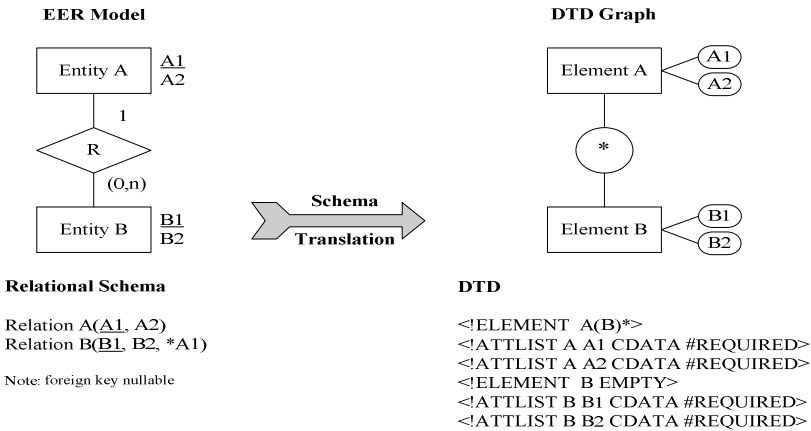 EER Model
Entity A
A1
A2
1
R
(0,n)
Entity B
B1
B2
Schema
Translation
DTD Graph
Element A
A1
A2
*
Element B
B1
B2
Relational Schema
Relation A(A1, A2)
Relation B(B1, B2, *A1)
Note: foreign key nullable
DTD
<!ELEMENT A(B)*>
<!ATTLIST A A1 CDATA #REQUIRED>
<!ATTLIST A A2 CDATA #REQUIRED>
<!ELEMENT B EMPTY>
<!ATTLIST B B1 CDATA #REQUIRED>
<!ATTLIST B B2 CDATA #REQUIRED>